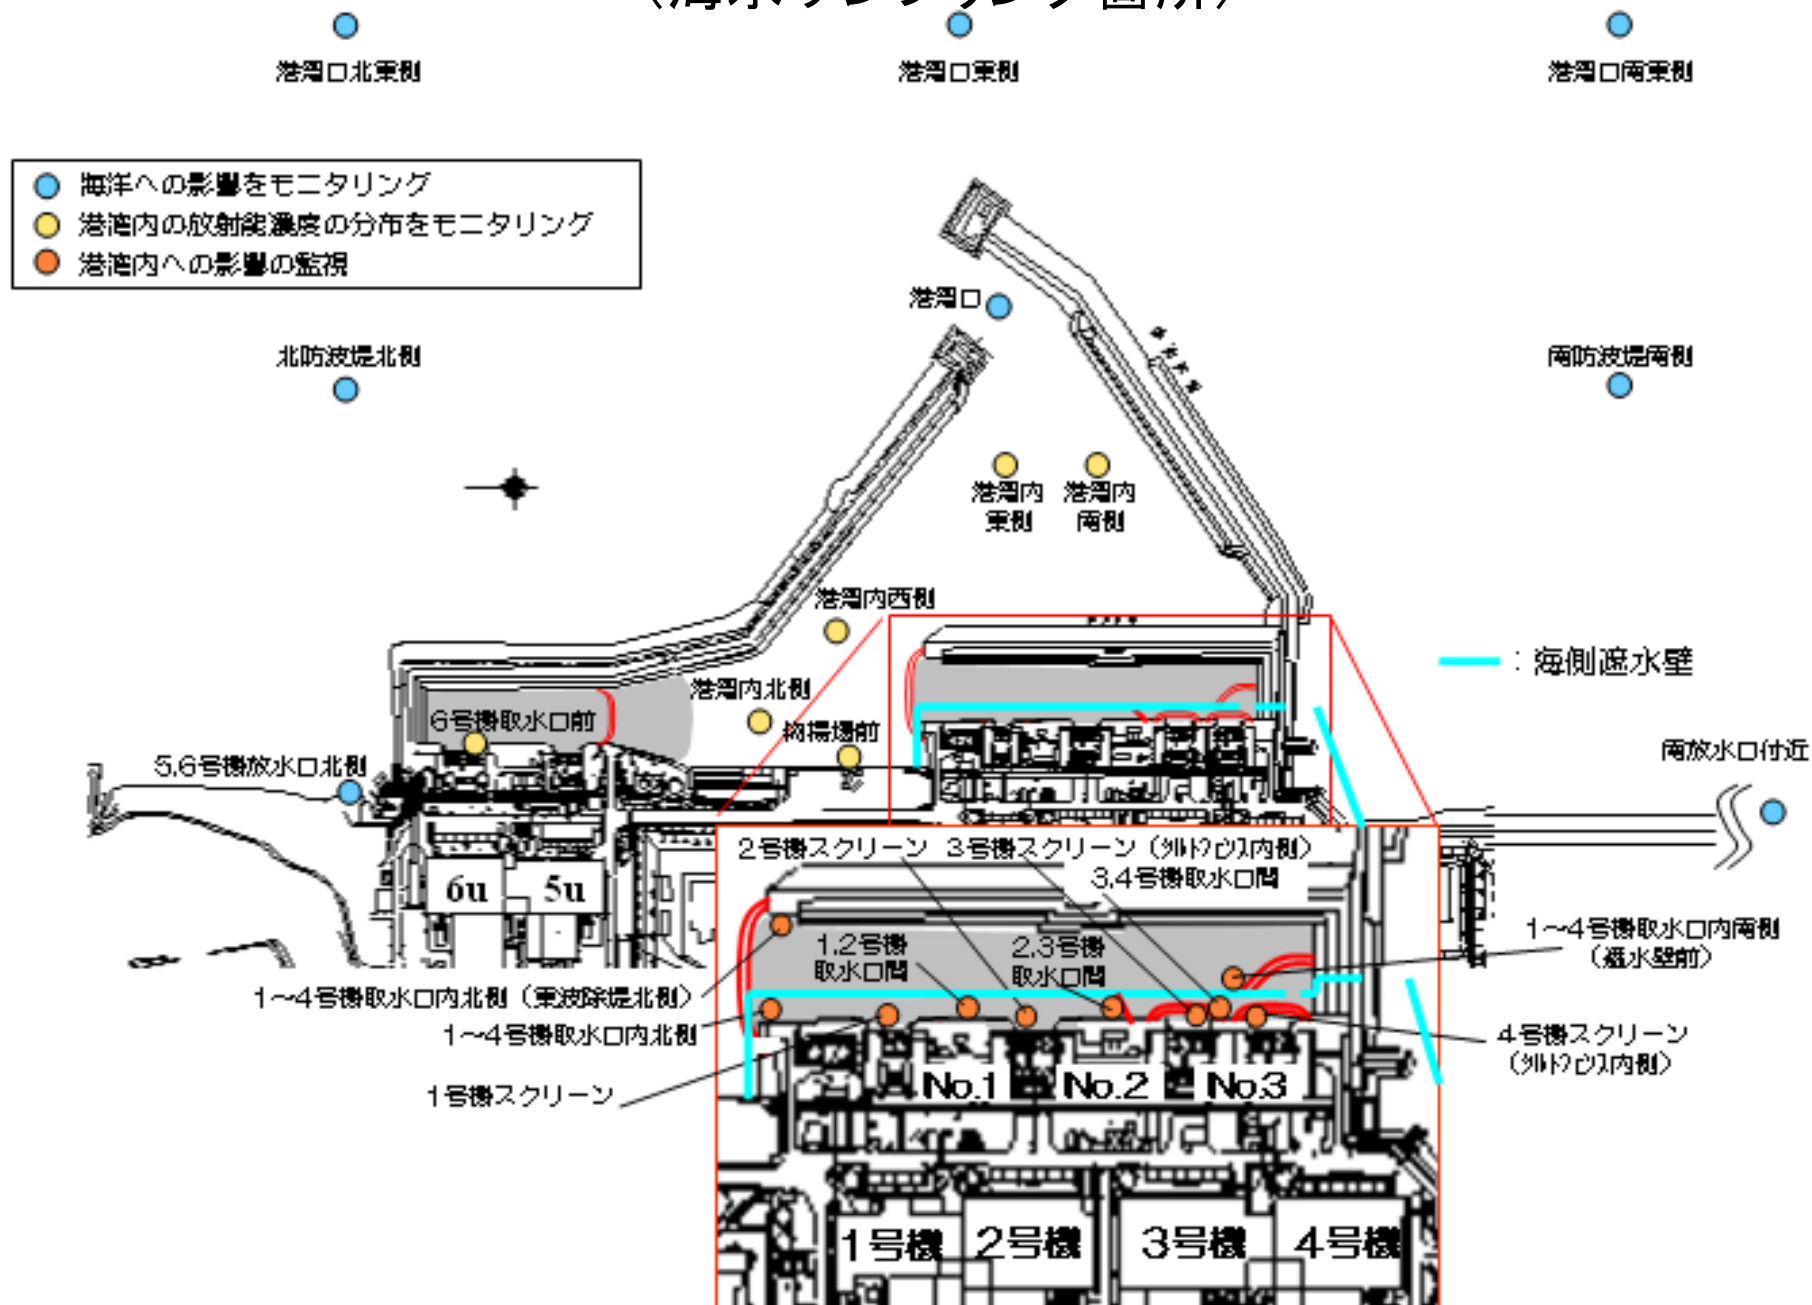 （海水サンプリング箇所）
港湾口北東側
港湾口東側
港湾口南東側
海洋への影響をモニタリング
港湾内の放射能濃度の分布をモニタリング
港湾内への影響の監視
港湾口
北防波堤北側
南防波堤南側
港湾内
東側
港湾内
南側
港湾内西側
：海側遮水壁
港湾内北側
6号機取水口前
物揚場前
5,6号機放水口北側
南放水口付近
2号機スクリーン
3号機スクリーン（シルトフェンス内側）
3,4号機取水口間
6u
5u
1～4号機取水口内南側
（遮水壁前）
1,2号機
取水口間
2,3号機
取水口間
1～4号機取水口内北側（東波除堤北側）
1～4号機取水口内北側
4号機スクリーン
（シルトフェンス内側）
1号機スクリーン
No.1
No.2
No.3
1号機
2号機
3号機
4号機